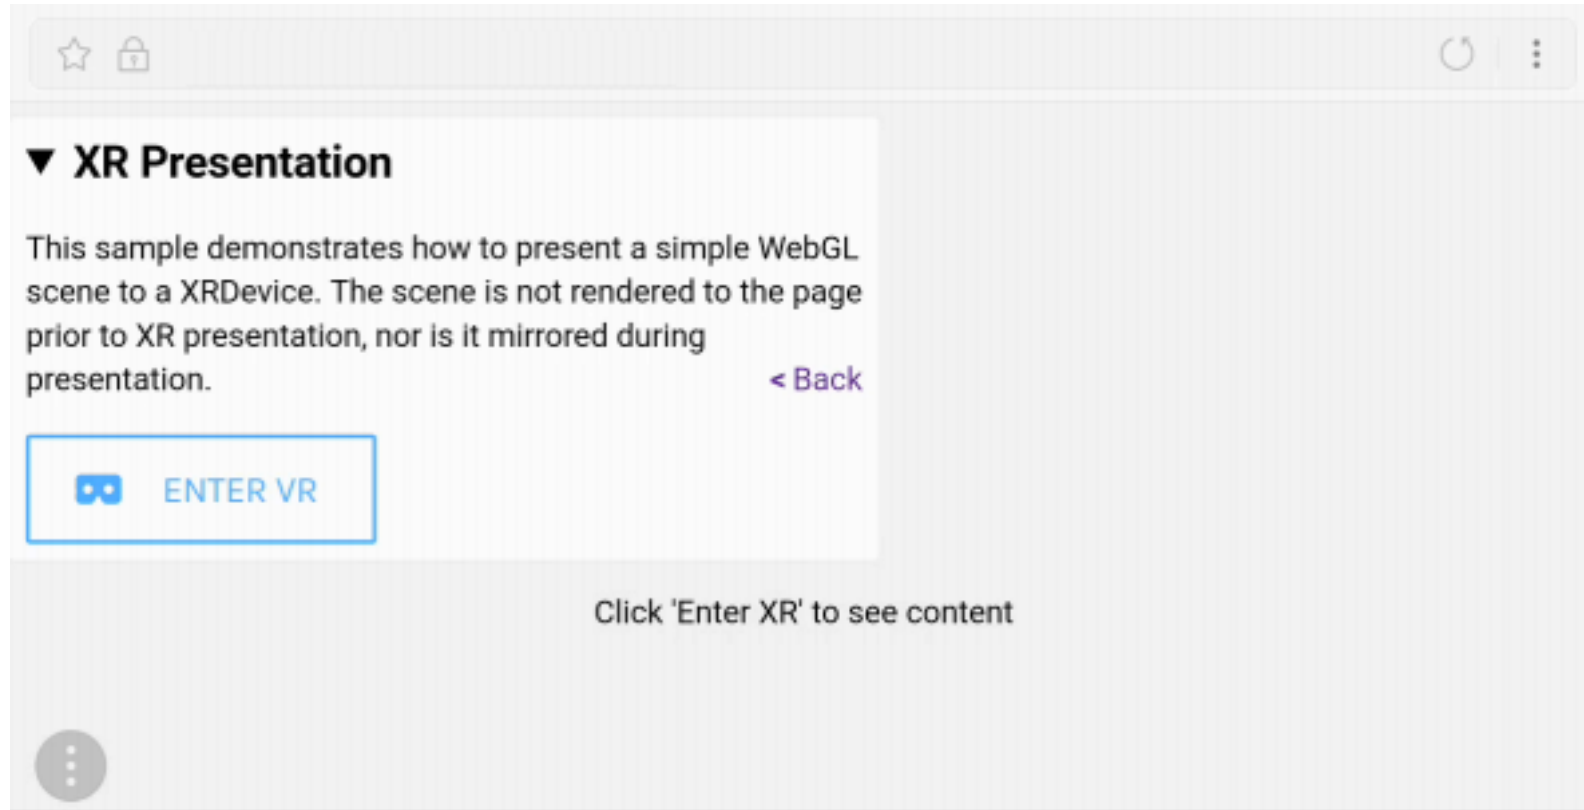 XR Presentation
This sample demonstrates how to present a simple WebGL
scene to a XRDevice. The scene is not rendered to the page
prior to XR presentation, nor is it mirrored during
presentation.
< Back
ENTER VR
Click 'Enter XR' to see content